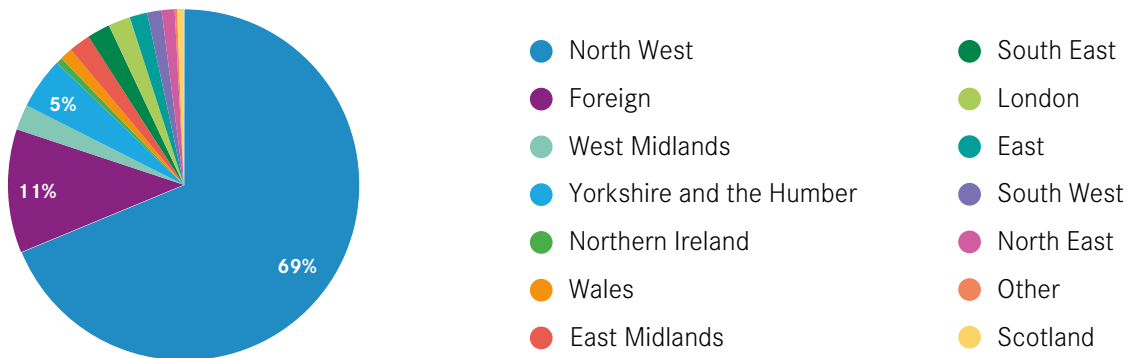 5%
11%
69%
North West
Foreign
West Midlands
Yorkshire and the Humber
Northern Ireland
Wales
East Midlands
South East
London
East
South West
North East
Other
Scotland